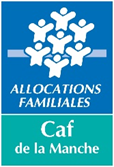 ALLOCATIONS
FAMILIALES
Caf
de la Manche